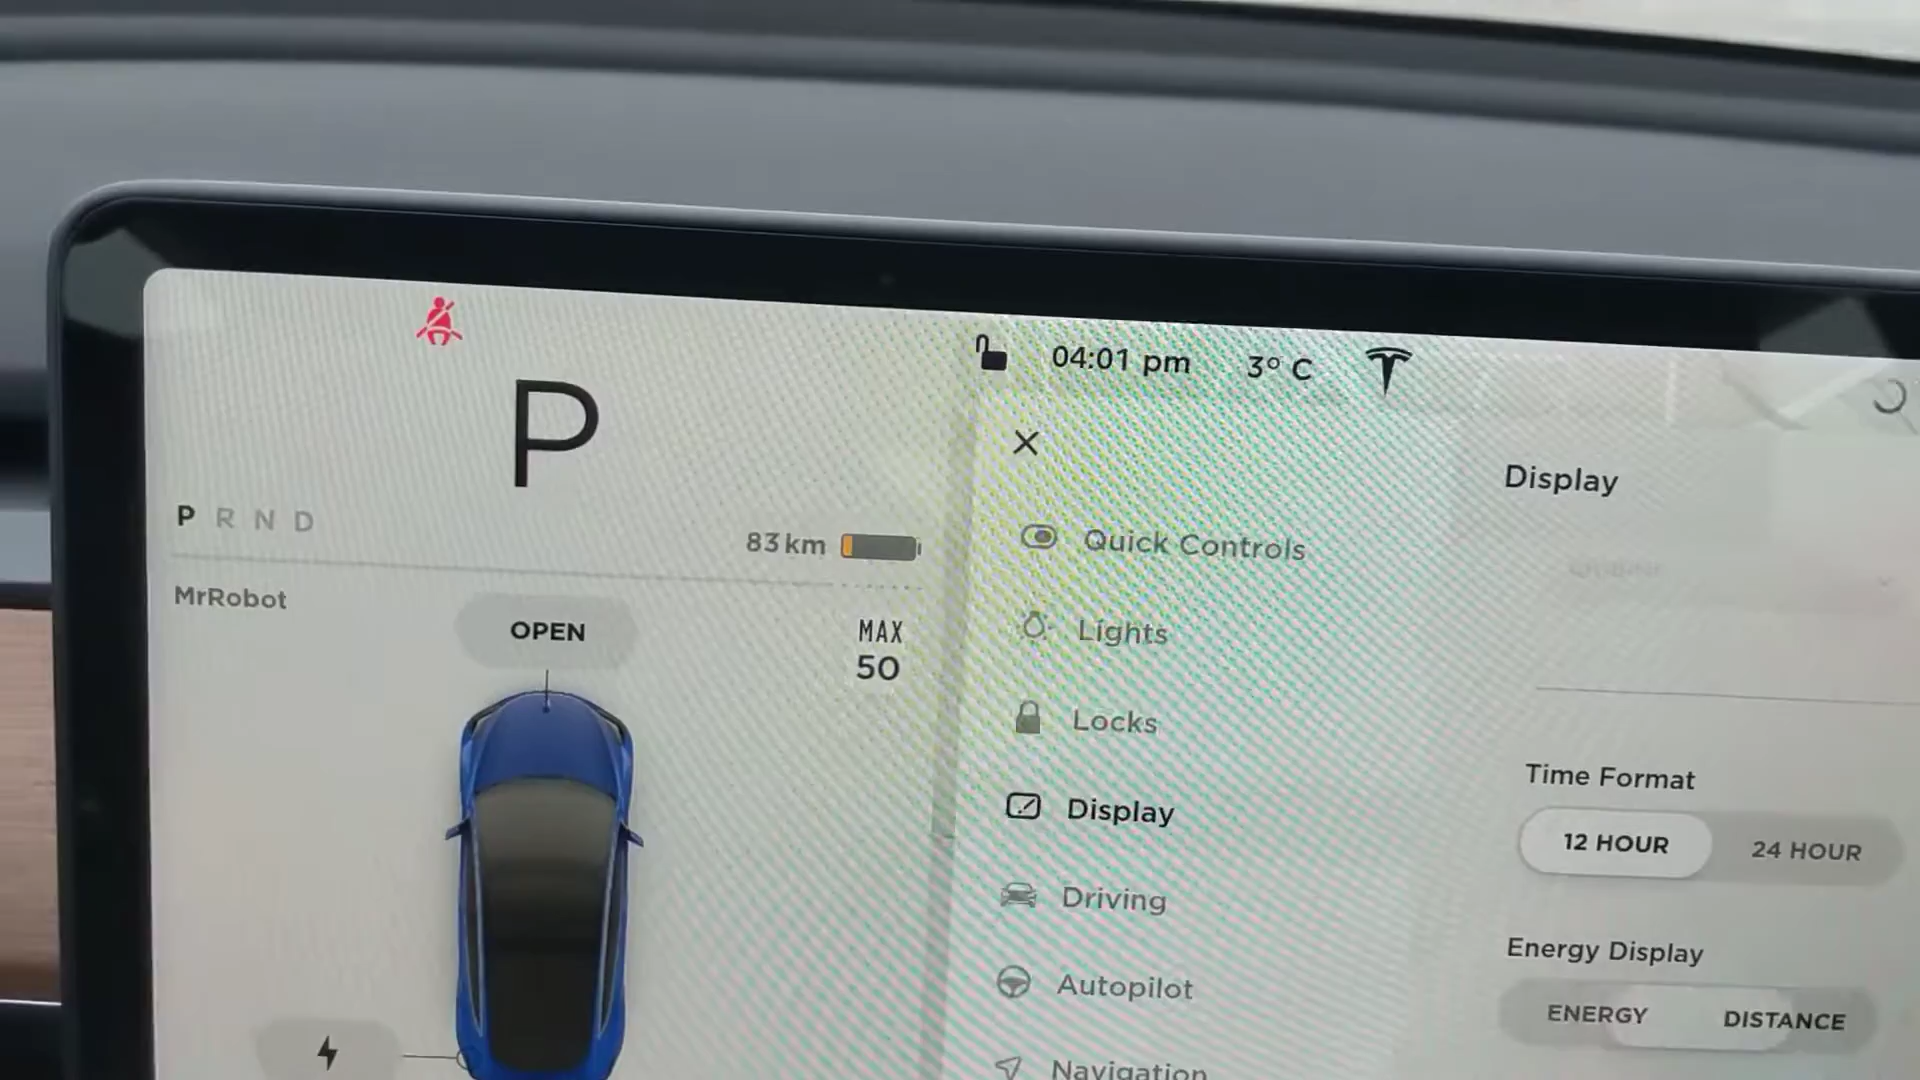 04:01 pm 3° C
P
P R N D
83 km
MrRobot
OPEN
MAX
50
Quick Controls
Lights
Locks
Display
Driving
Autopilot
Navigation
Display
Time Format
12 HOUR 24 HOUR
Energy Display
ENERGY DISTANCE